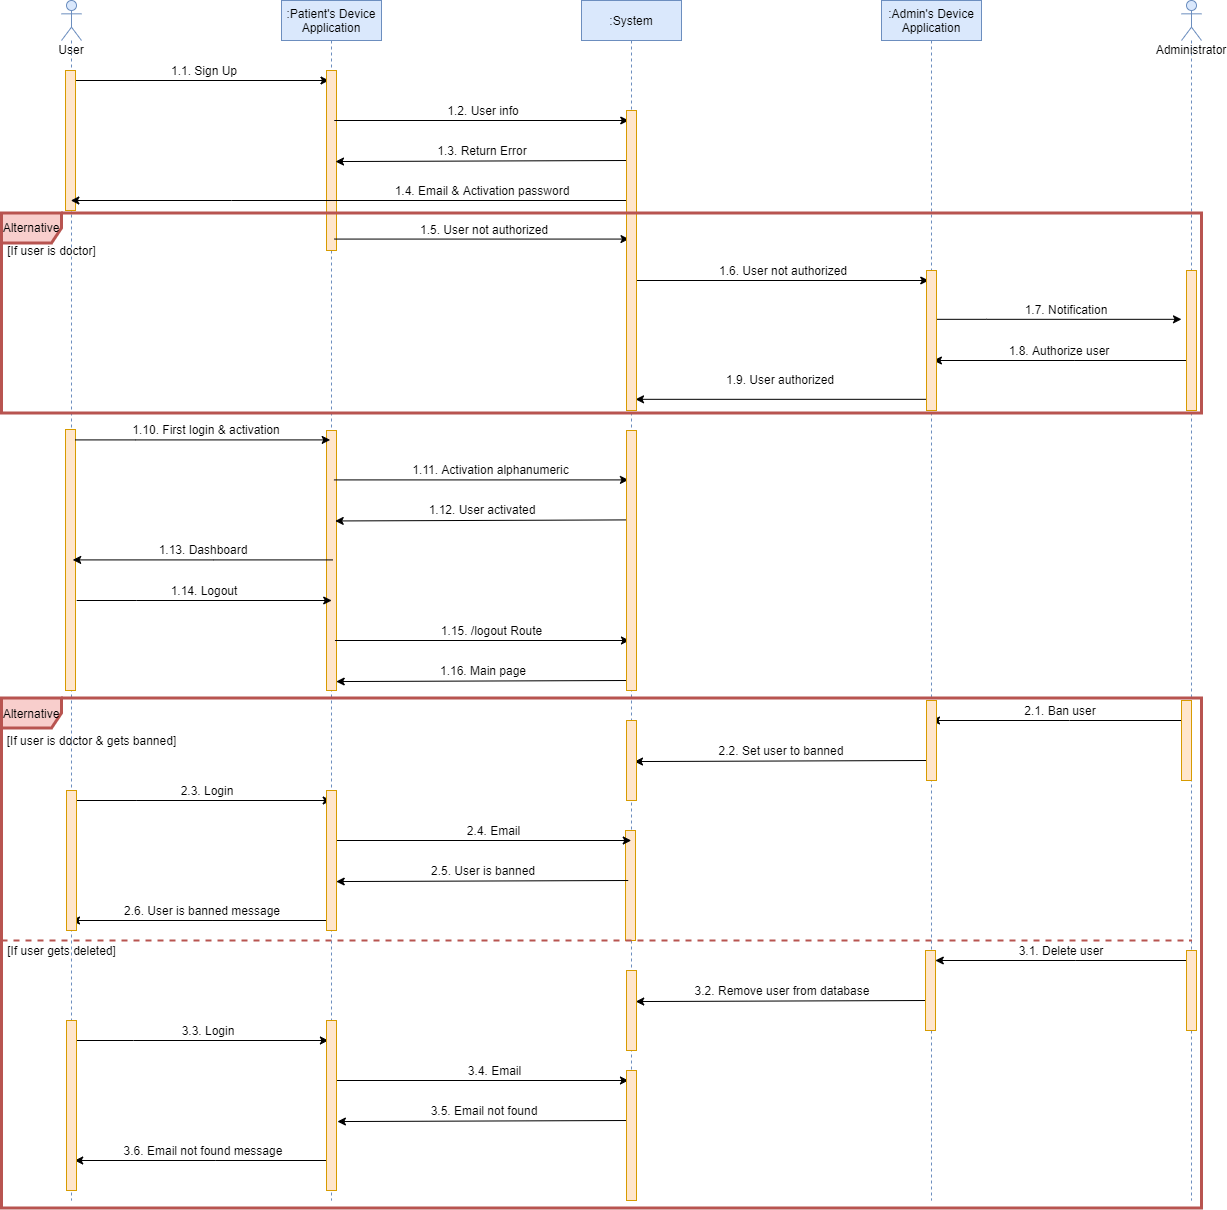 :Patient's Device
Application
:System
:Admin's Device
Application
User
Administrator
1.1. Sign Up
1.2. User info
1.3. Return Error
1.4. Email & Activation password
Alternative
[If user is doctor]
1.5. User not authorized
1.6. User not authorized
1.7. Notification
1.8. Authorize user
1.9. User authorized
1.10. First login & activation
1.11. Activation alphanumeric
1.12. User activated
1.13. Dashboard
1.14. Logout
1.15. /logout Route
1.16. Main page
Alternative
[If user is doctor & gets banned]
2.1. Ban user
2.2. Set user to banned
2.3. Login
2.4. Email
2.5. User is banned
2.6. User is banned message
[If user gets deleted]
3.1. Delete user
3.2. Remove user from database
3.3. Login
3.4. Email
3.5. Email not found
3.6. Email not found message